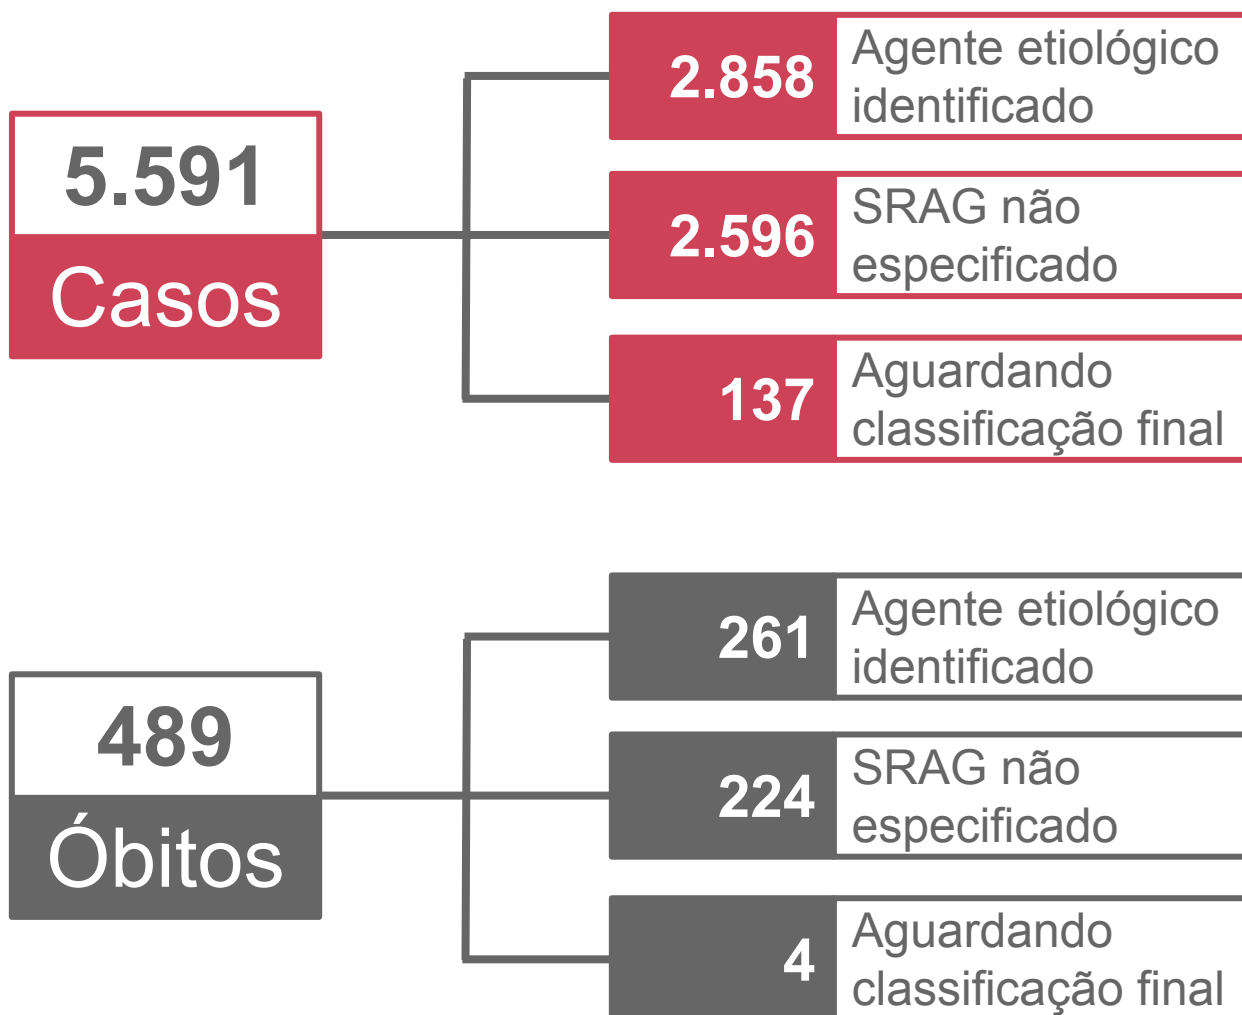 5.591
Casos
2.858
Agente etiológico
identificado
2.596
SRAG não
especificado
137
Aguardando
classificação final
489
Óbitos
261
Agente etiológico
identificado
224
SRAG não
especificado
4
Aguardando
classificação final